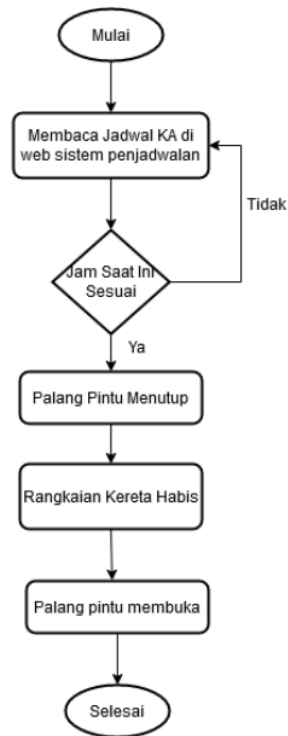 Mulai
Membaca Jadwal KA di
web sistem penjadwalan
Tidak
Jam Saat Ini
Sesuai
Ya
Palang Pintu Menutup
Rangkaian Kereta Habis
Palang pintu membuka
Selesai